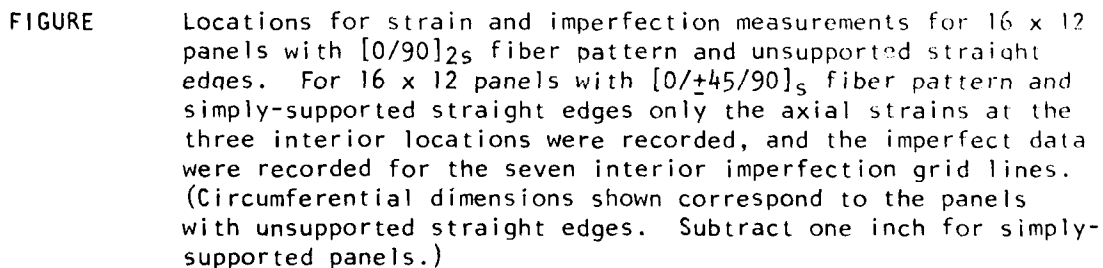 FIGURE Locations for strain and imperfection measurements for 16 x 12
panels with [0/90]2s fiber pattern and unsupported straight
edges. For 16 x 12 panels with [0/±45/90]s fiber pattern and
simply-supported straight edges only the axial strains at the
three interior locations were recorded, and the imperfect data
were recorded for the seven interior imperfection grid lines.
(Circumferential dimensions shown correspond to the panels
with unsupported straight edges. Subtract one inch for simply-
supported panels.)